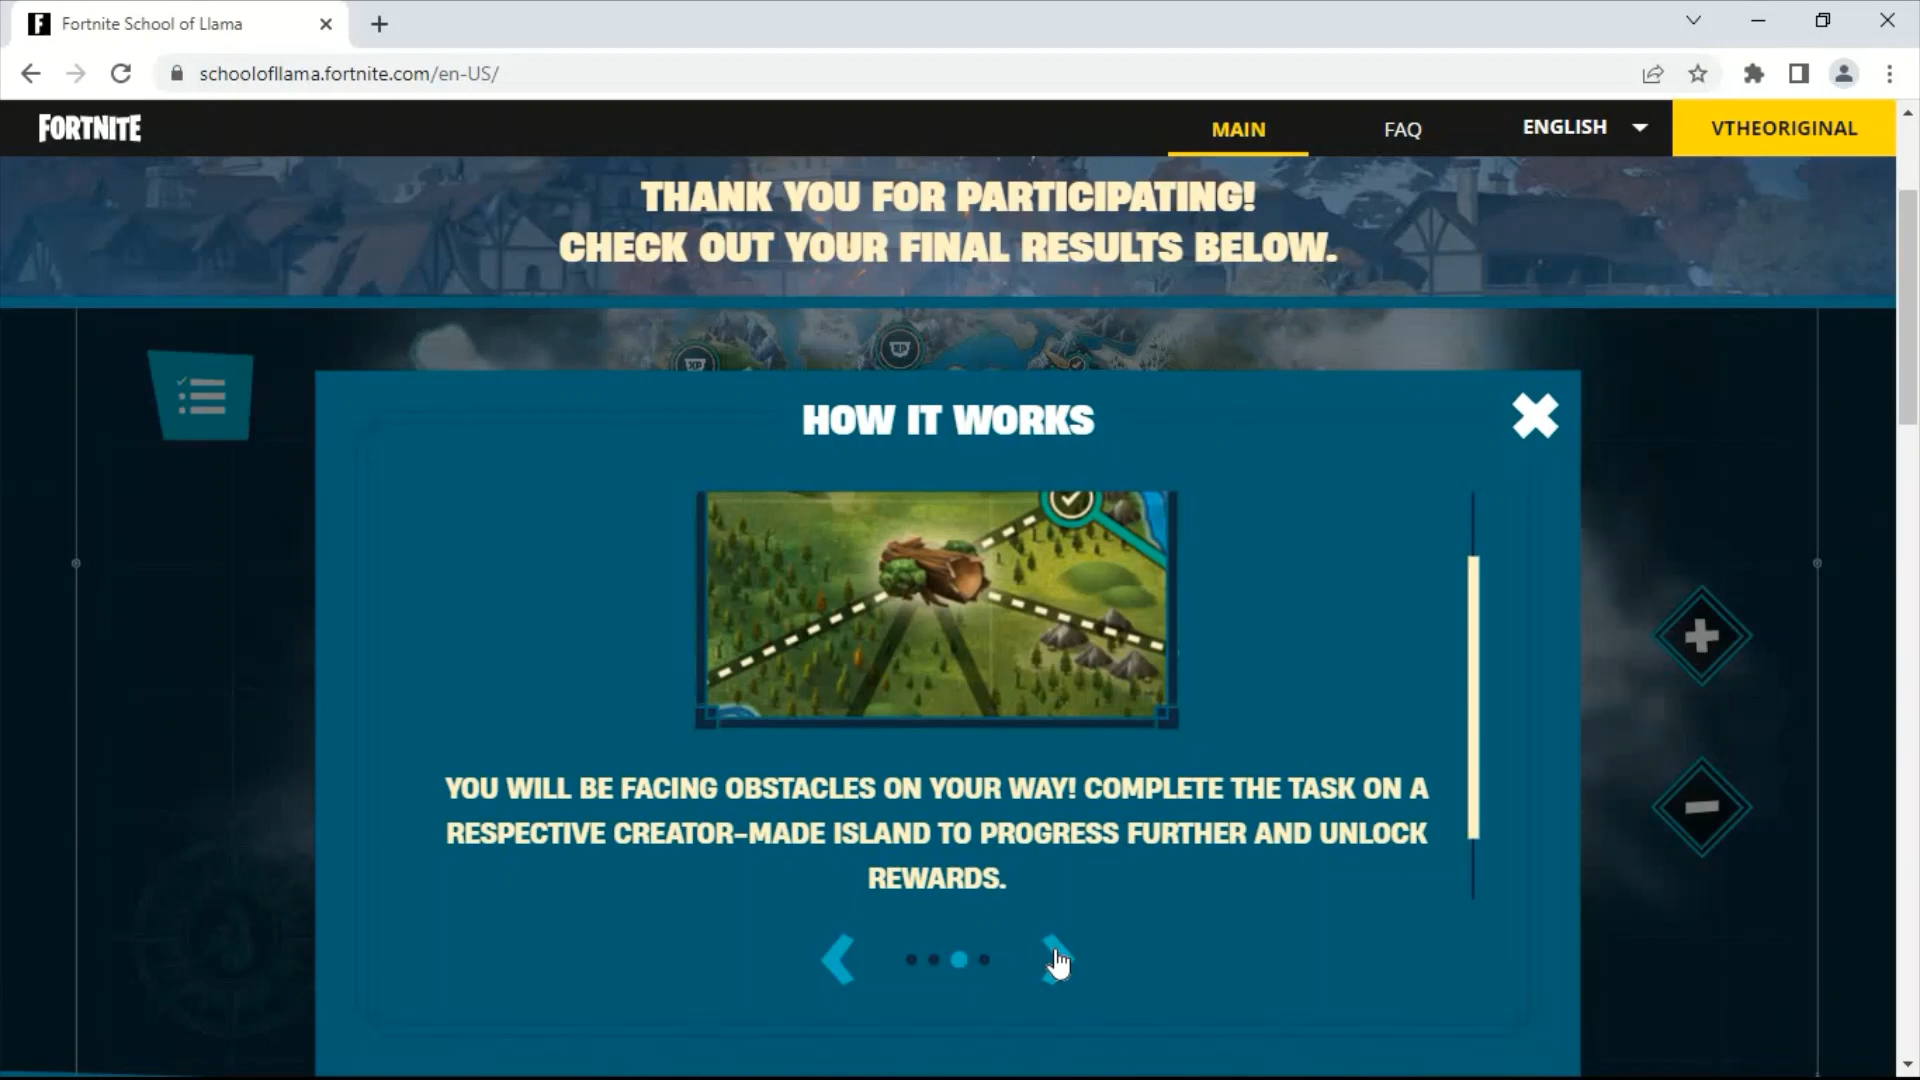 Fortnite School of Llama
schoolofllama.fortnite.com/en-US/
FORTNITE
MAIN
FAQ
ENGLISH
VTHEORIGINAL
THANK YOU FOR PARTICIPATING!
CHECK OUT YOUR FINAL RESULTS BELOW.
XP
XP
HOW IT WORKS
YOU WILL BE FACING OBSTACLES ON YOUR WAY! COMPLETE THE TASK ON A
RESPECTIVE CREATOR-MADE ISLAND TO PROGRESS FURTHER AND UNLOCK
REWARDS.